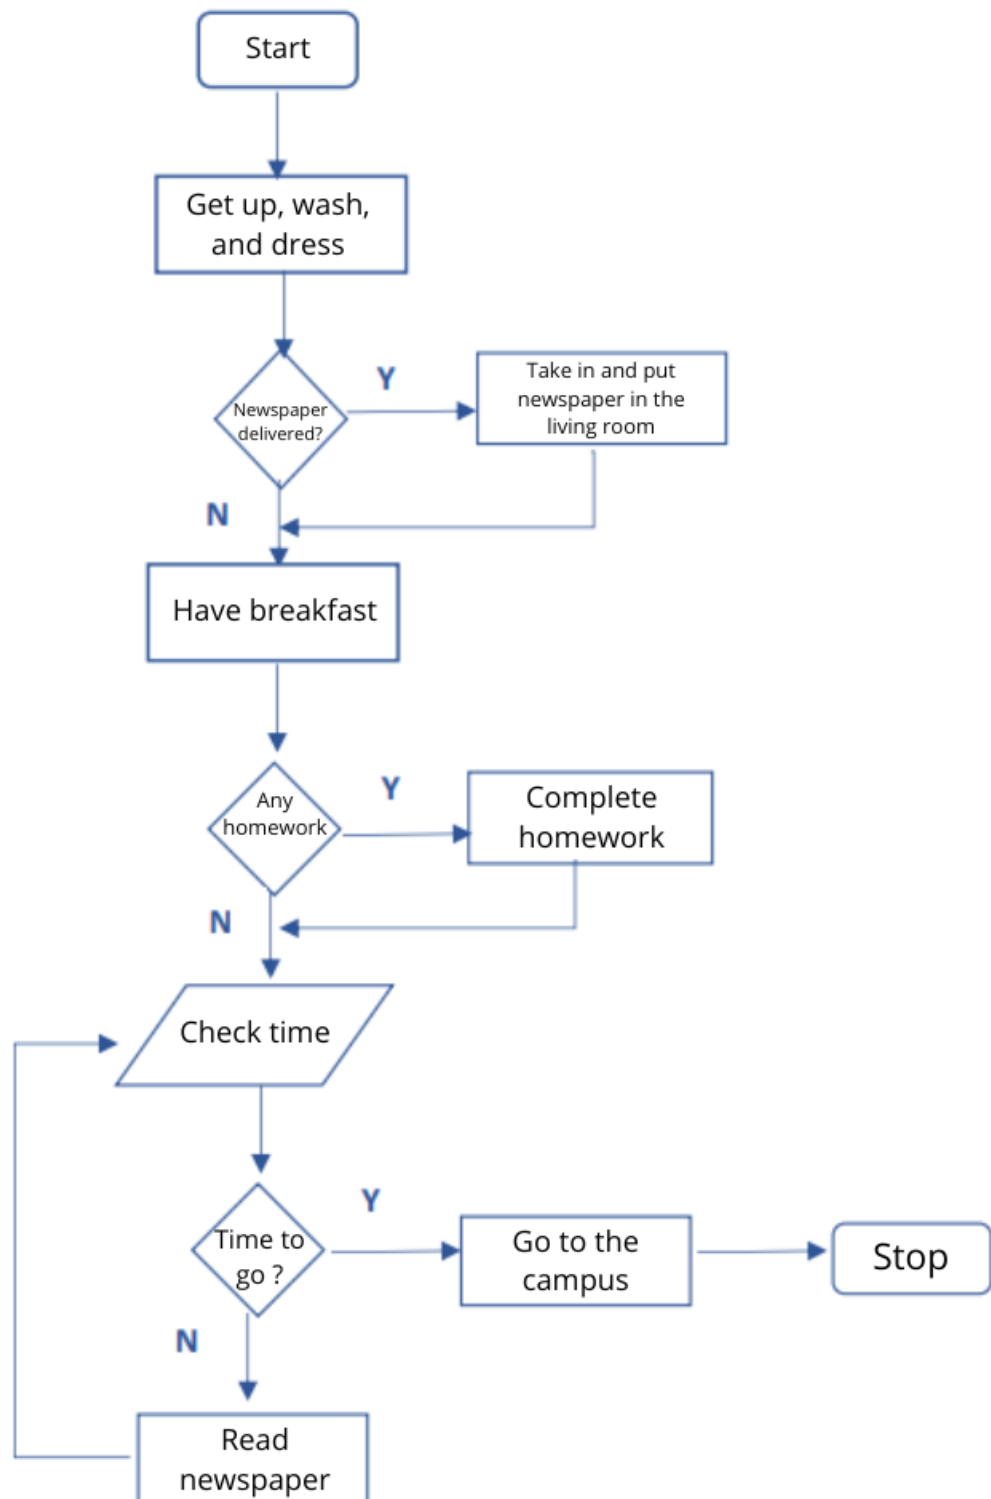 Start
Get up, wash,
and dress
Newspaper
delivered?
Y
Take in and put
newspaper in the
living room
N
Have breakfast
Any
homework
Y
Complete
homework
N
Check time
Time to
go ?
Y
Go to the
campus
Stop
N
Read
newspaper